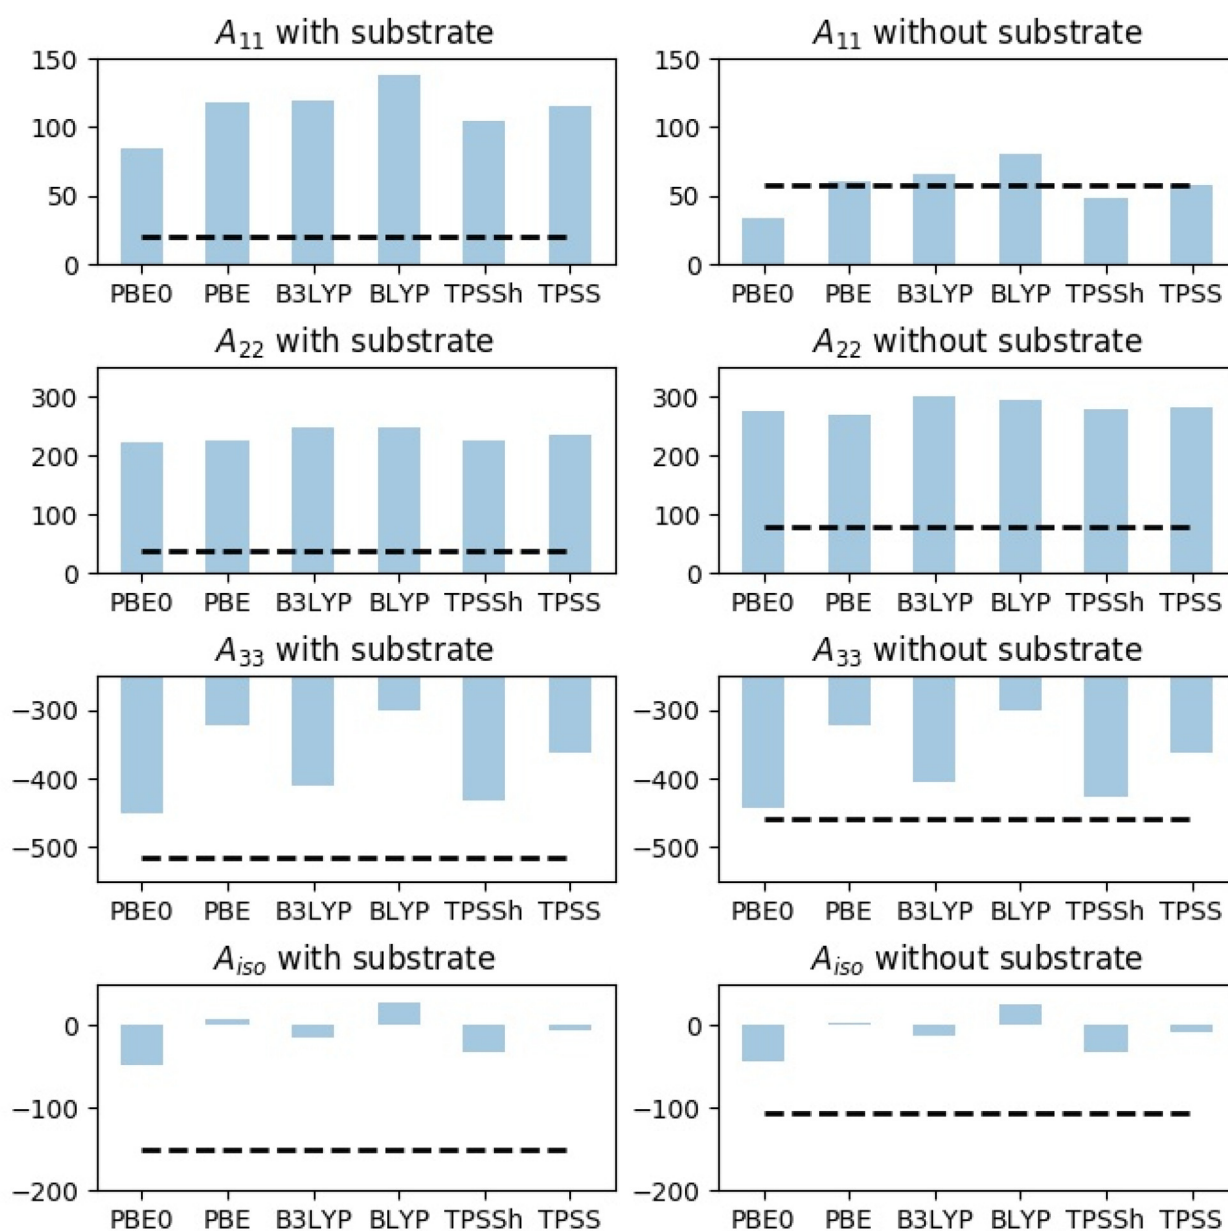 A₁₁ with substrate
150
100
50
0
PBE0 PBE B3LYP BLYP TPSSh TPSS
A₁₁ without substrate
150
100
50
0
PBE0 PBE B3LYP BLYP TPSSh TPSS
A₂₂ with substrate
300
200
100
0
PBE0 PBE B3LYP BLYP TPSSh TPSS
A₂₂ without substrate
300
200
100
0
PBE0 PBE B3LYP BLYP TPSSh TPSS
A₃₃ with substrate
−300
−400
−500
PBE0 PBE B3LYP BLYP TPSSh TPSS
A₃₃ without substrate
−300
−400
−500
PBE0 PBE B3LYP BLYP TPSSh TPSS
Aiso with substrate
0
−100
−200
PBE0 PBE B3LYP BLYP TPSSh TPSS
Aiso without substrate
0
−100
−200
PBE0 PBE B3LYP BLYP TPSSh TPSS